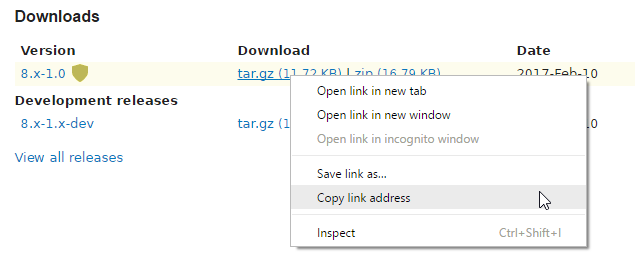 Downloads
Version Download Date
8.x-1.0 tar.gz (11.72 KB) | zip (16.79 KB) 2017-Feb-10
Open link in new tab
Development releases
Open link in new window
8.x-1.x-dev tar.gz (1 10
Open link in incognito window
View all releases
Save link as...
Copy link address
Inspect Ctrl+Shift+I